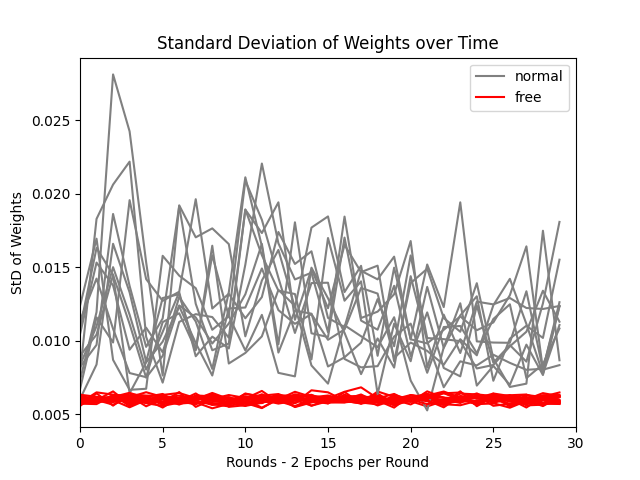 Standard Deviation of Weights over Time
normal
free
StD of Weights
0.025
0.020
0.015
0.010
0.005
0
5
10
15
20
25
30
Rounds - 2 Epochs per Round